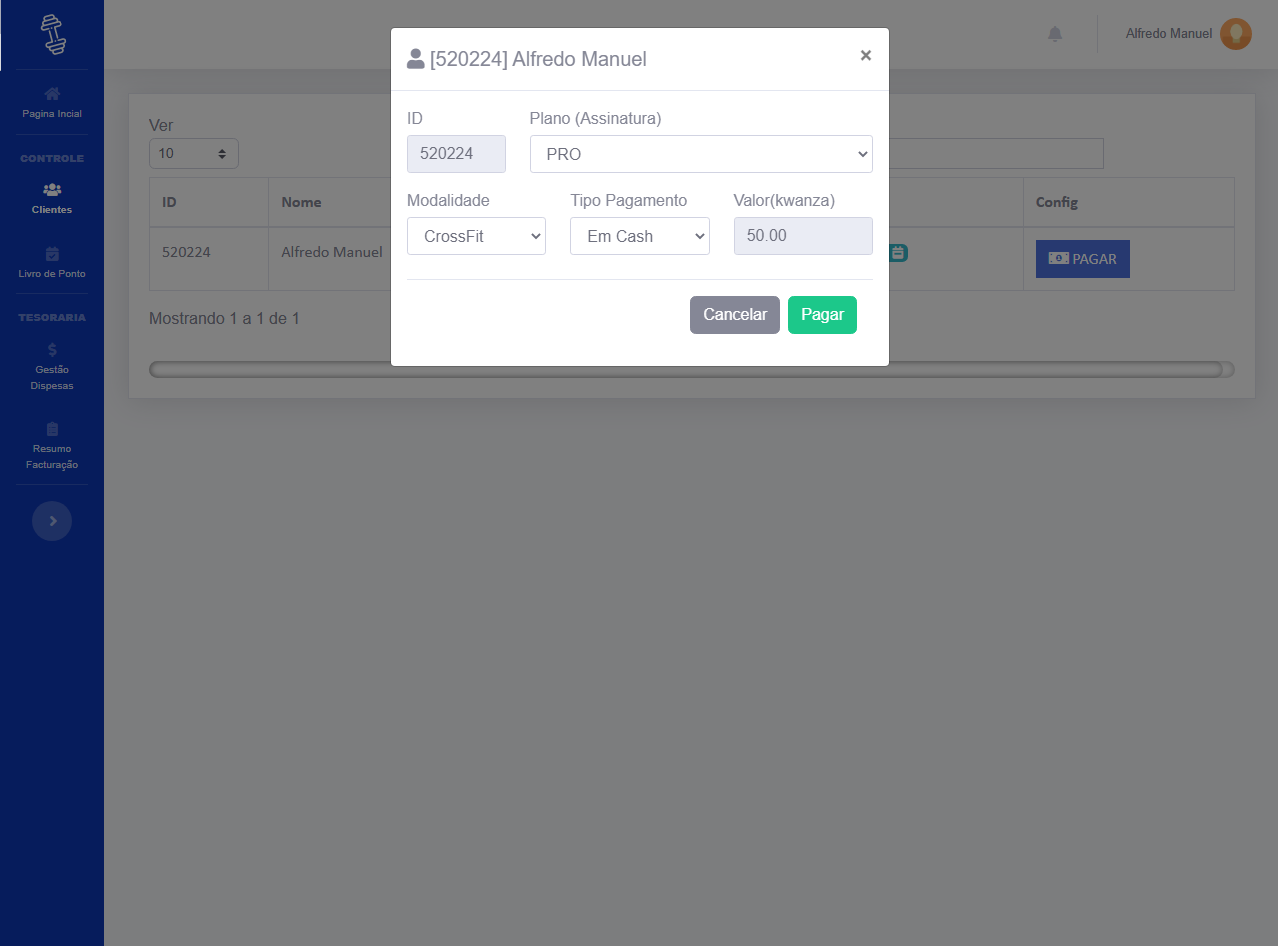 Pagina Incial
CONTROLE
Clientes
Livro de Ponto
TESORARIA
Gestão
Dispesas
Resumo
Facturação
Alfredo Manuel
[520224] Alfredo Manuel
×
ID
Plano (Assinatura)
520224
PRO
Modalidade
Tipo Pagamento
Valor(kwanza)
CrossFit
Em Cash
50.00
Cancelar
Pagar
Ver
10
ID
Nome
Config
520224
Alfredo Manuel
PAGAR
Mostrando 1 a 1 de 1